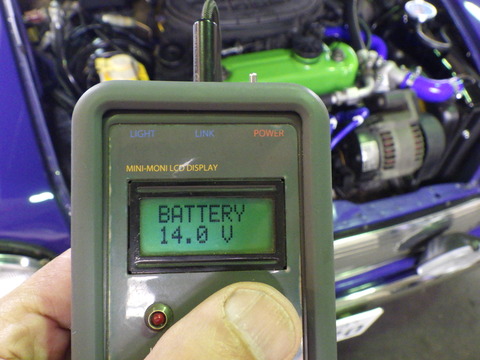 LIGHT LINK POWER
MINI-MONI LCD DISPLAY
BATTERY
14.0 V